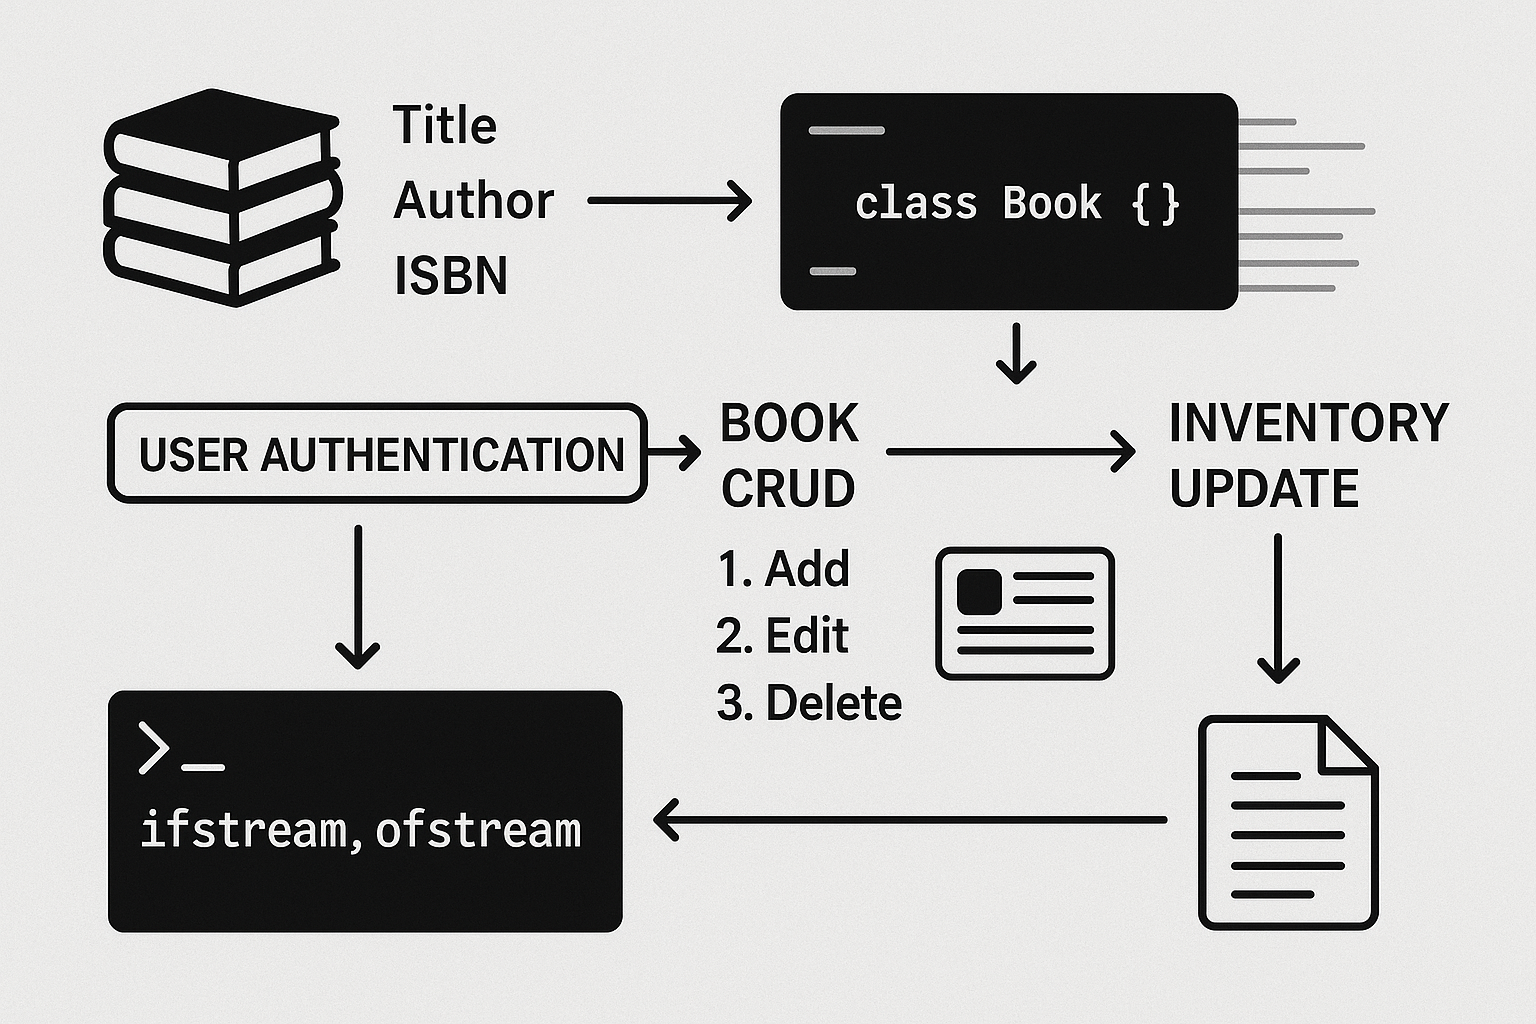 Title
Author
ISBN
class Book {}
USER AUTHENTICATION
BOOK
CRUD
1. Add
2. Edit
3. Delete
INVENTORY
UPDATE
>_
ifstream, ofstream